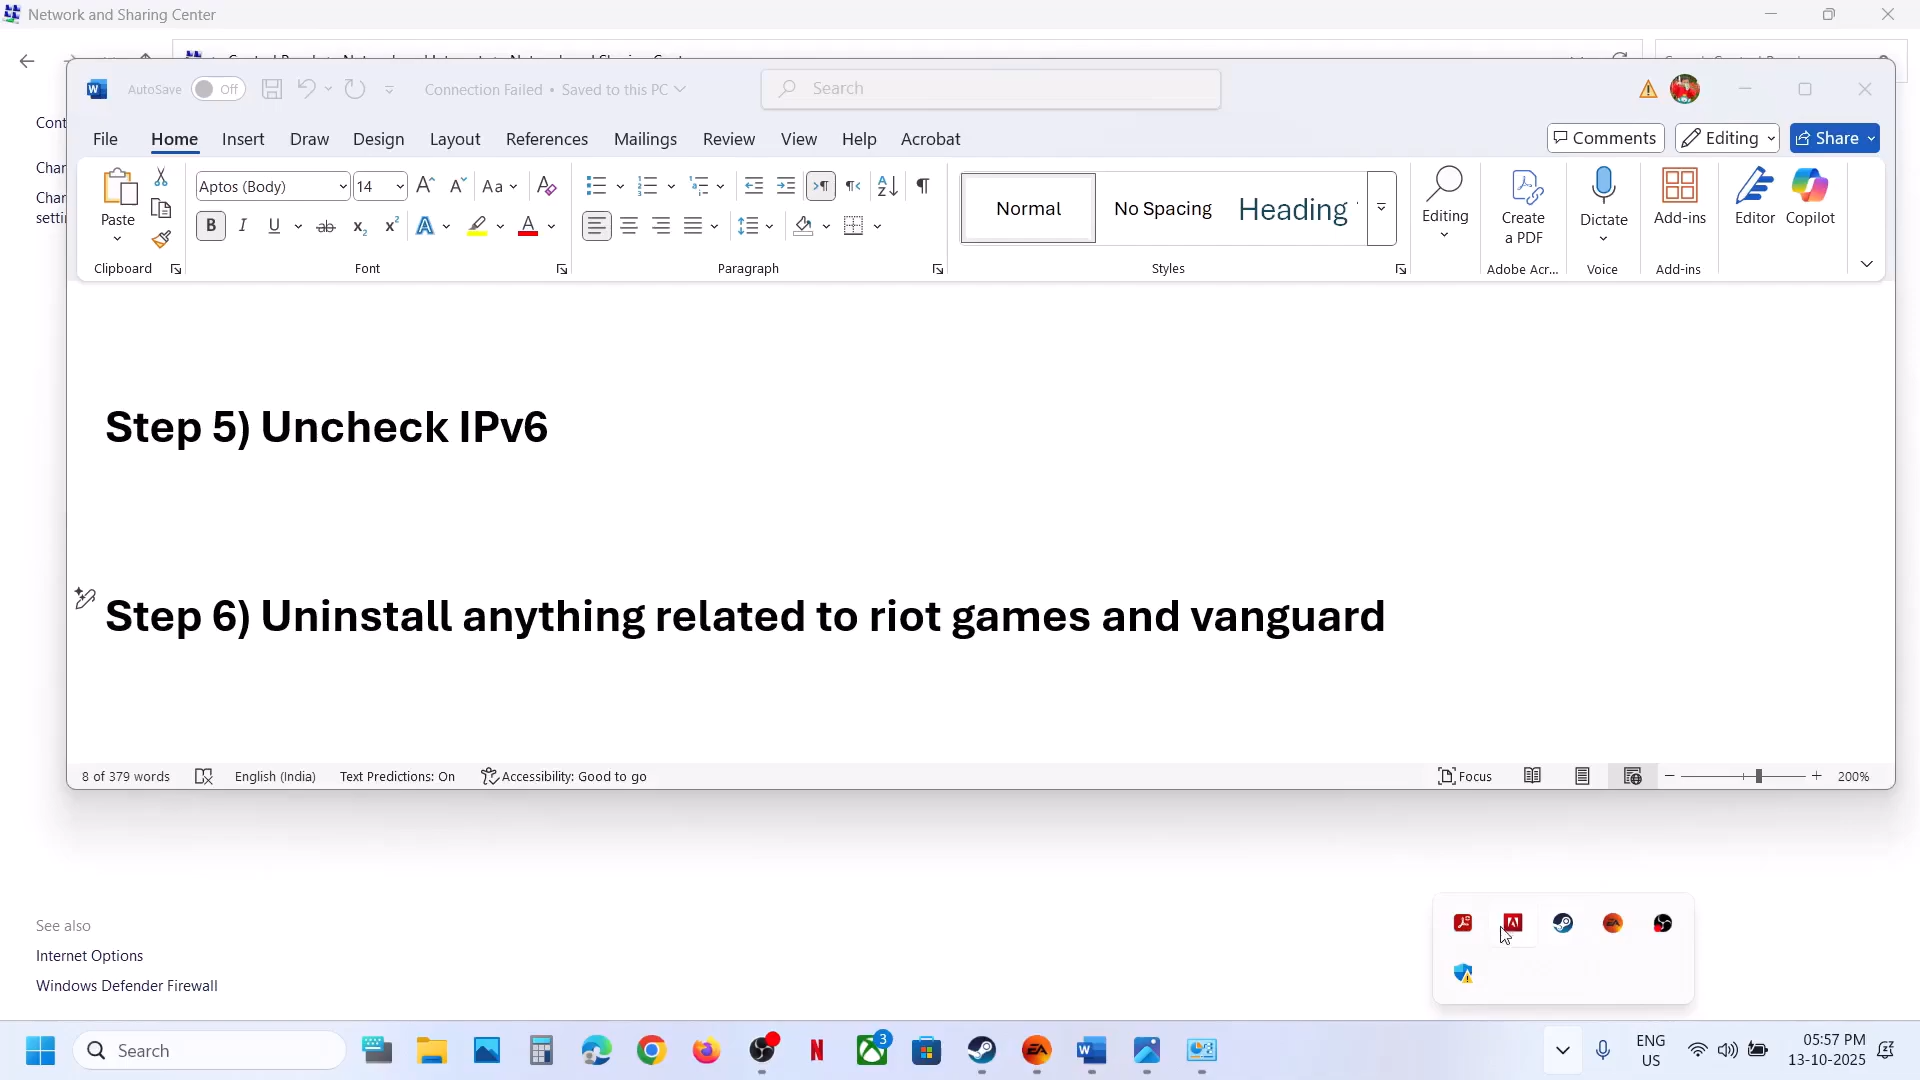 Network and Sharing Center
AutoSave Off
Connection Failed • Saved to this PC
Search
File Home Insert Draw Design Layout References Mailings Review View Help Acrobat
Comments Editing Share
Paste
Aptos (Body) 14
Normal No Spacing Heading
Editing
Create a PDF
Dictate
Add-ins
Editor
Copilot
Clipboard Font Paragraph Styles Adobe Acr... Voice Add-ins
Step 5) Uncheck IPv6
Step 6) Uninstall anything related to riot games and vanguard
8 of 379 words English (India) Text Predictions: On Accessibility: Good to go Focus 200%
See also
Internet Options
Windows Defender Firewall
Search
3
ENG
US
05:57 PM
13-10-2025